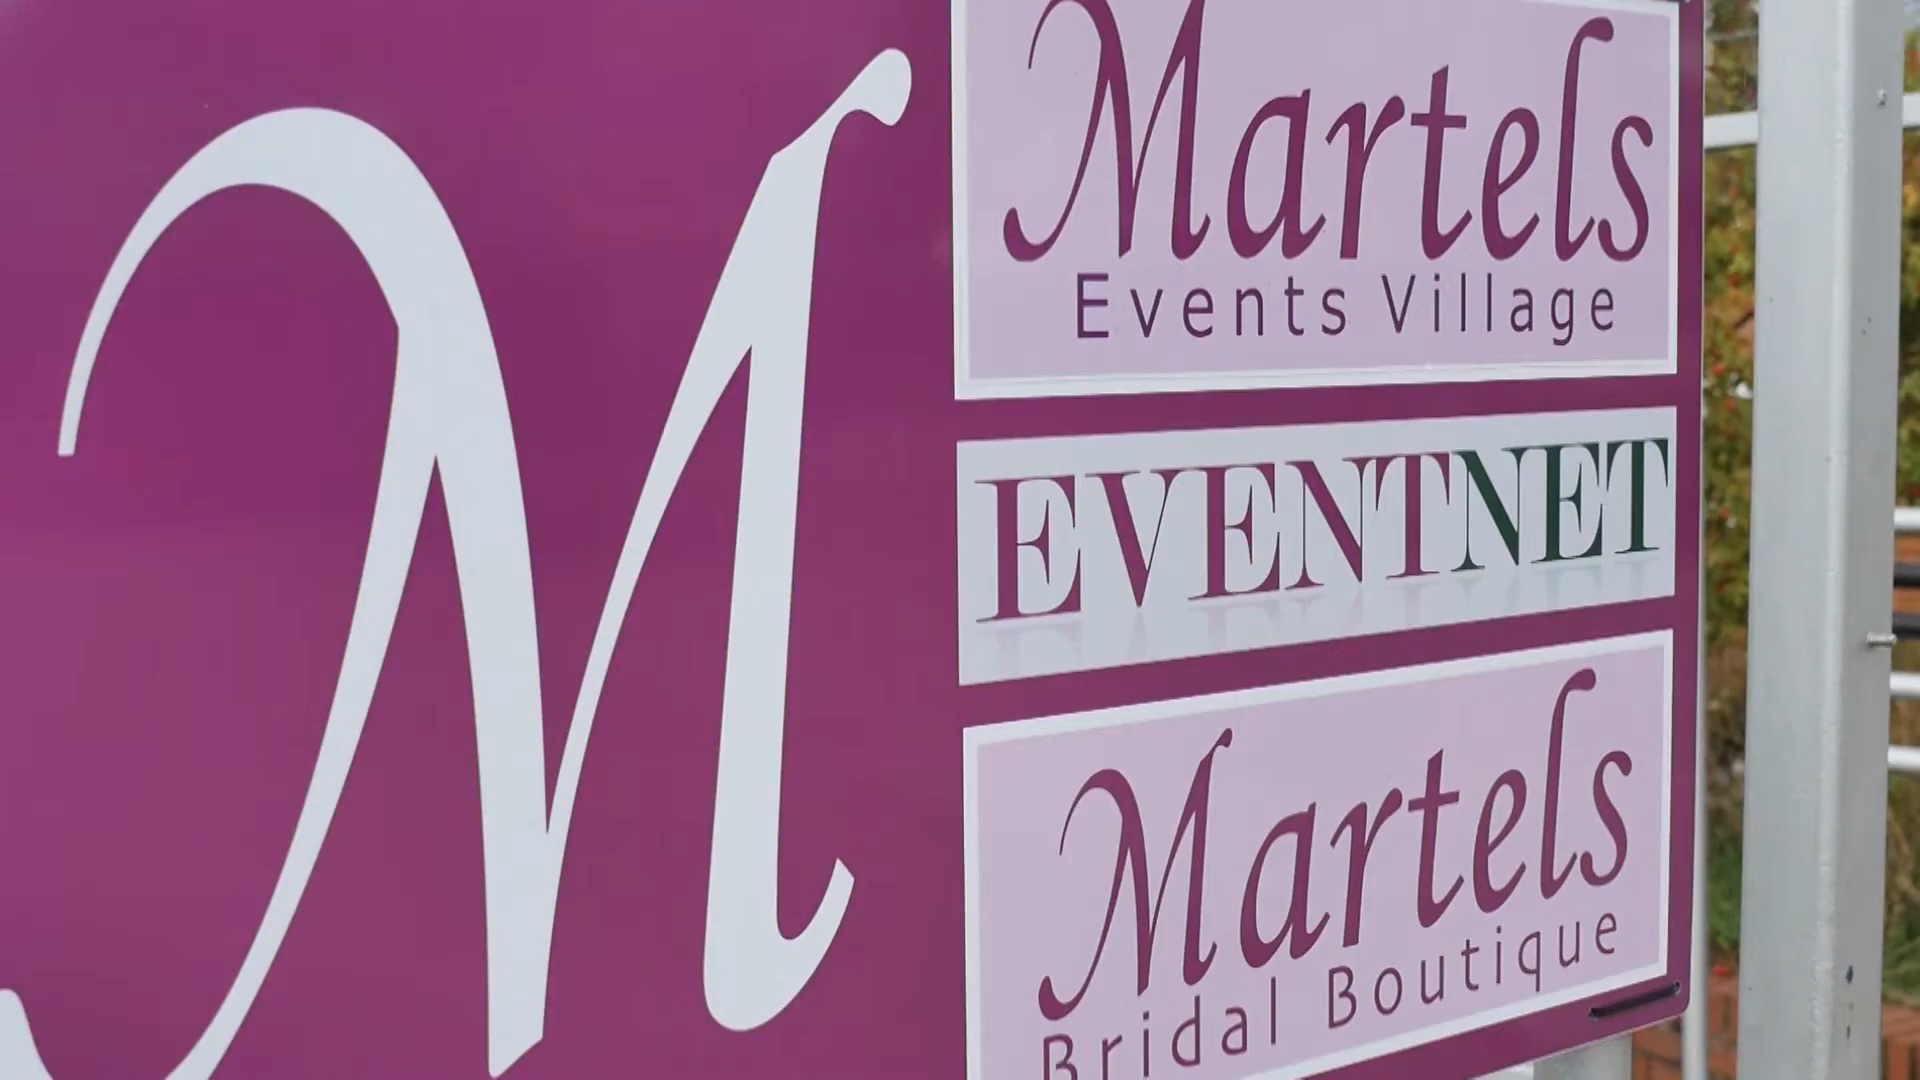 M
Martels
Events Village
EVENTNET
Martels
Bridal Boutique